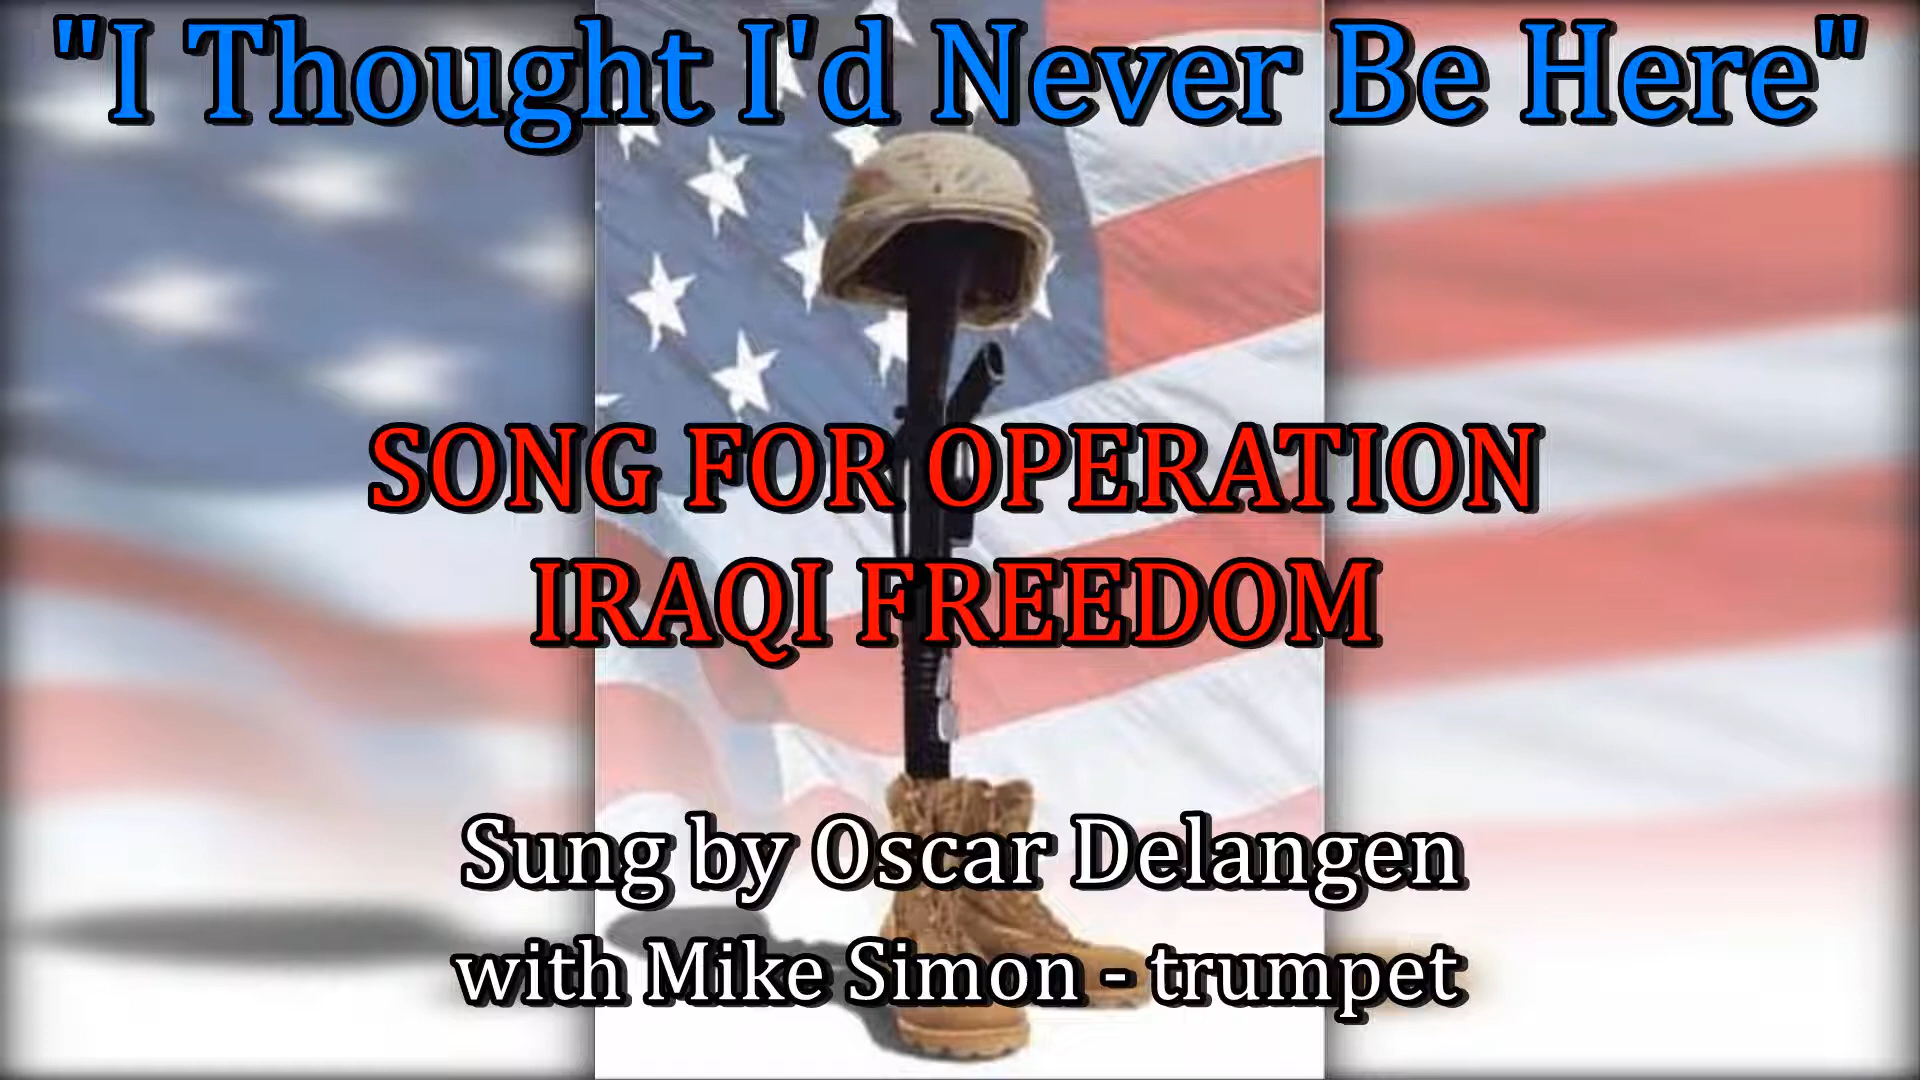 "I Thought I'd Never Be Here"
SONG FOR OPERATION
IRAQI FREEDOM
Sung by Oscar Delangen
with Mike Simon - trumpet